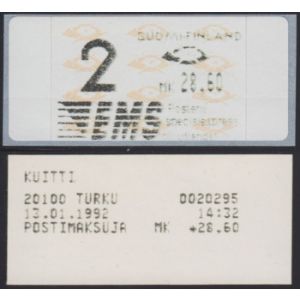 SUOMI-FINLAND
2
MK 28.60
EMS
KUITTI
20100 TURKU 0020295
13.01.1992 14:32
POSTIMAKSUJA MK *28.60